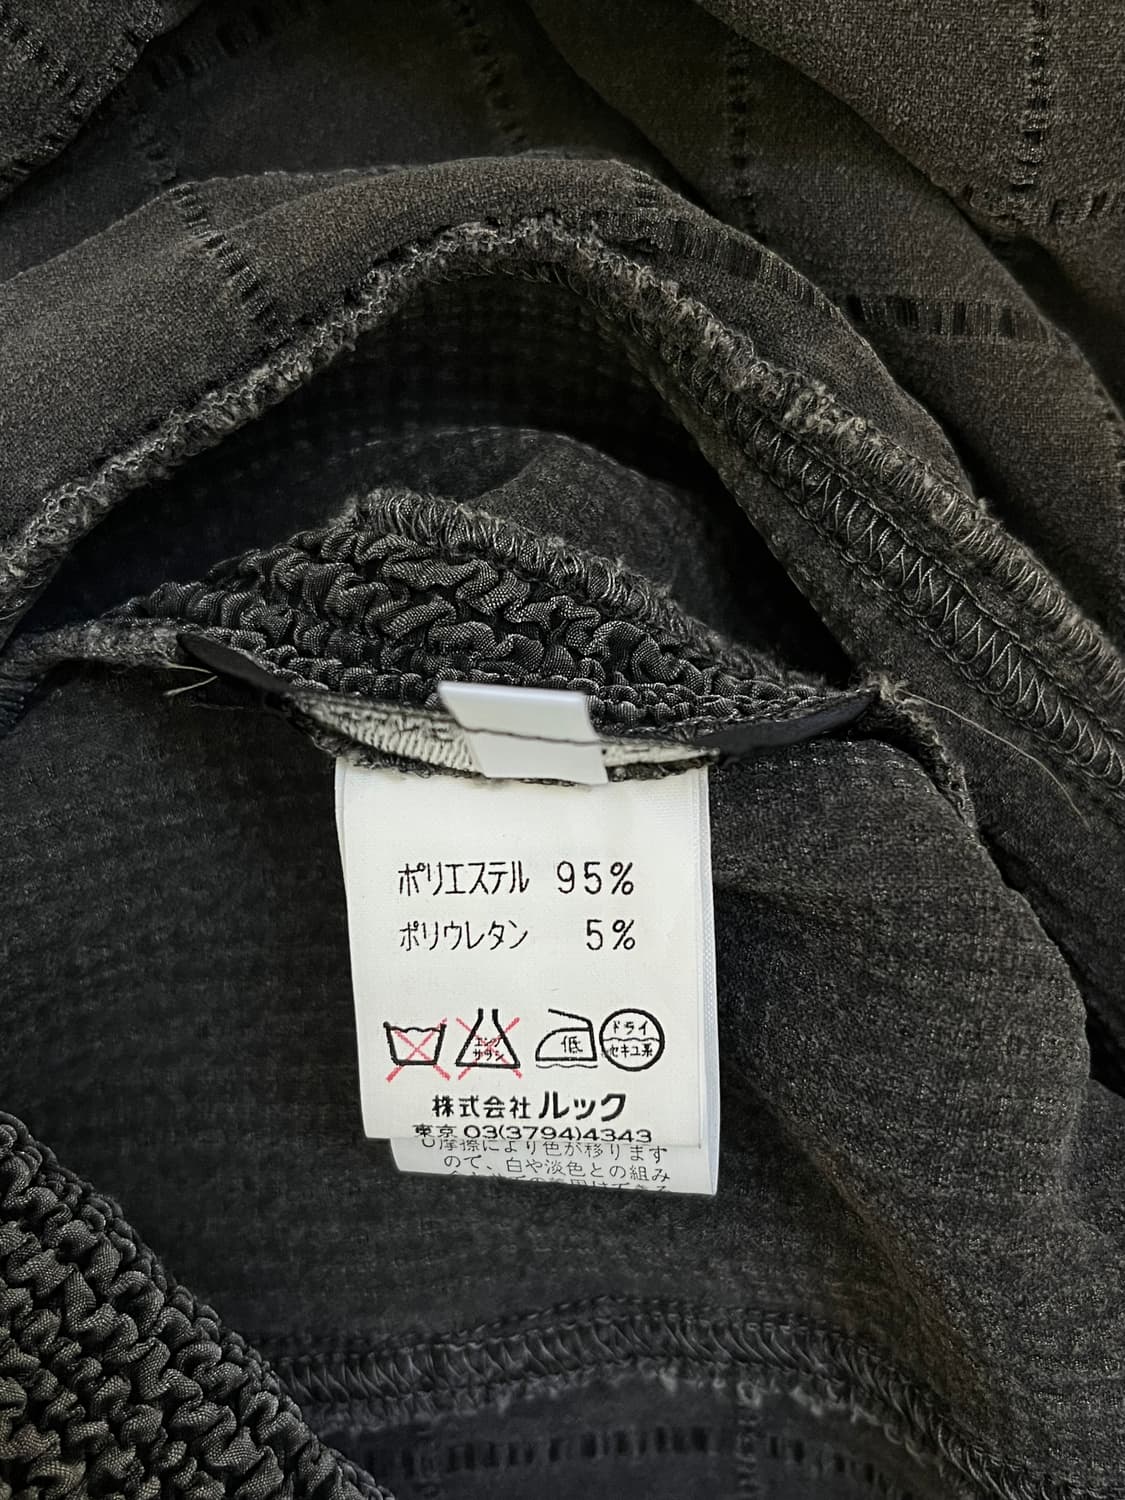 ポリエステル 95%
ポリウレタン 5%
エンソ
サラシ
低
ドライ
セキユ系
株式会社 ルック
東京 03(3794)4343
摩擦により色が移ります
ので、白や淡色との組み